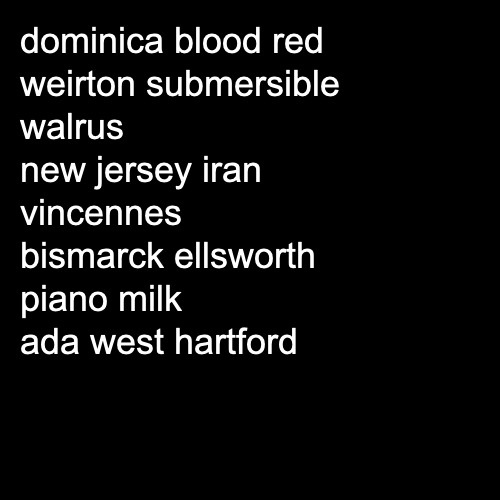 dominica blood red
weirton submersible
walrus
new jersey iran
vincennes
bismarck ellsworth
piano milk
ada west hartford